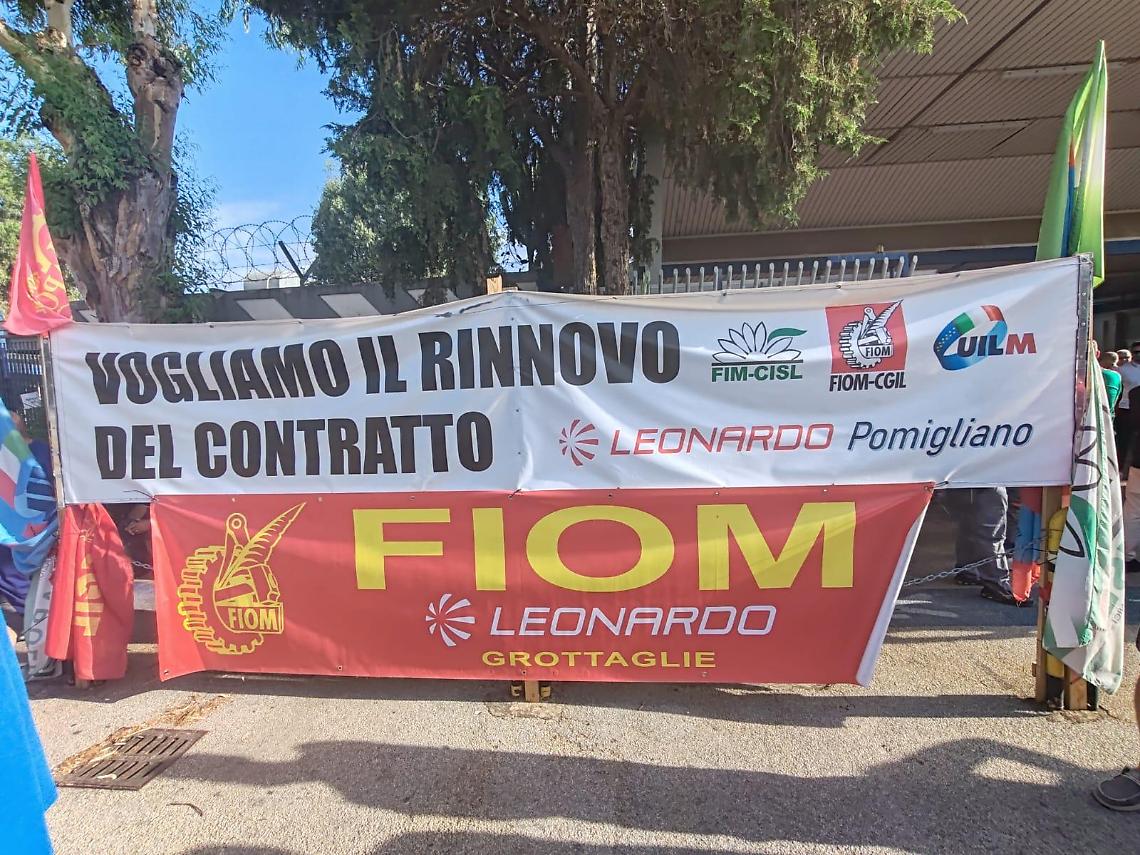 VOGLIAMO IL RINNOVO
DEL CONTRATTO
FIM-CISL
FIOM
FIOM-CGIL
UILM
LEONARDO Pomigliano
FIOM
FIOM
LEONARDO
GROTTAGLIE